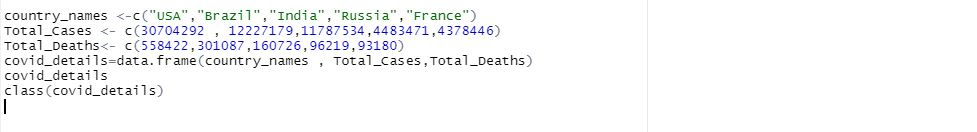 country_names <-c("USA","Brazil","India","Russia","France")
Total_Cases <- c(30704292 , 12227179,11787534,4483471,4378446)
Total_Deaths<- c(558422,301087,160726,96219,93180)
covid_details=data.frame(country_names , Total_Cases,Total_Deaths)
covid_details
class(covid_details)